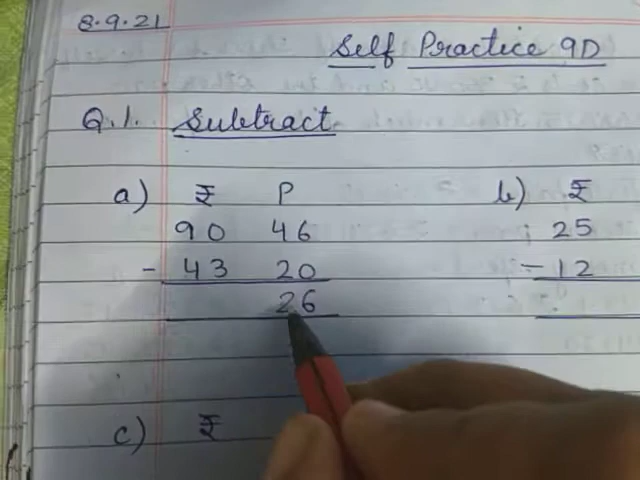 8.9.21
Self Practice 9D
Q.1. Subtract
a) ₹ P b) ₹
90 46 25
- 43 20 - 12
26
c) ₹